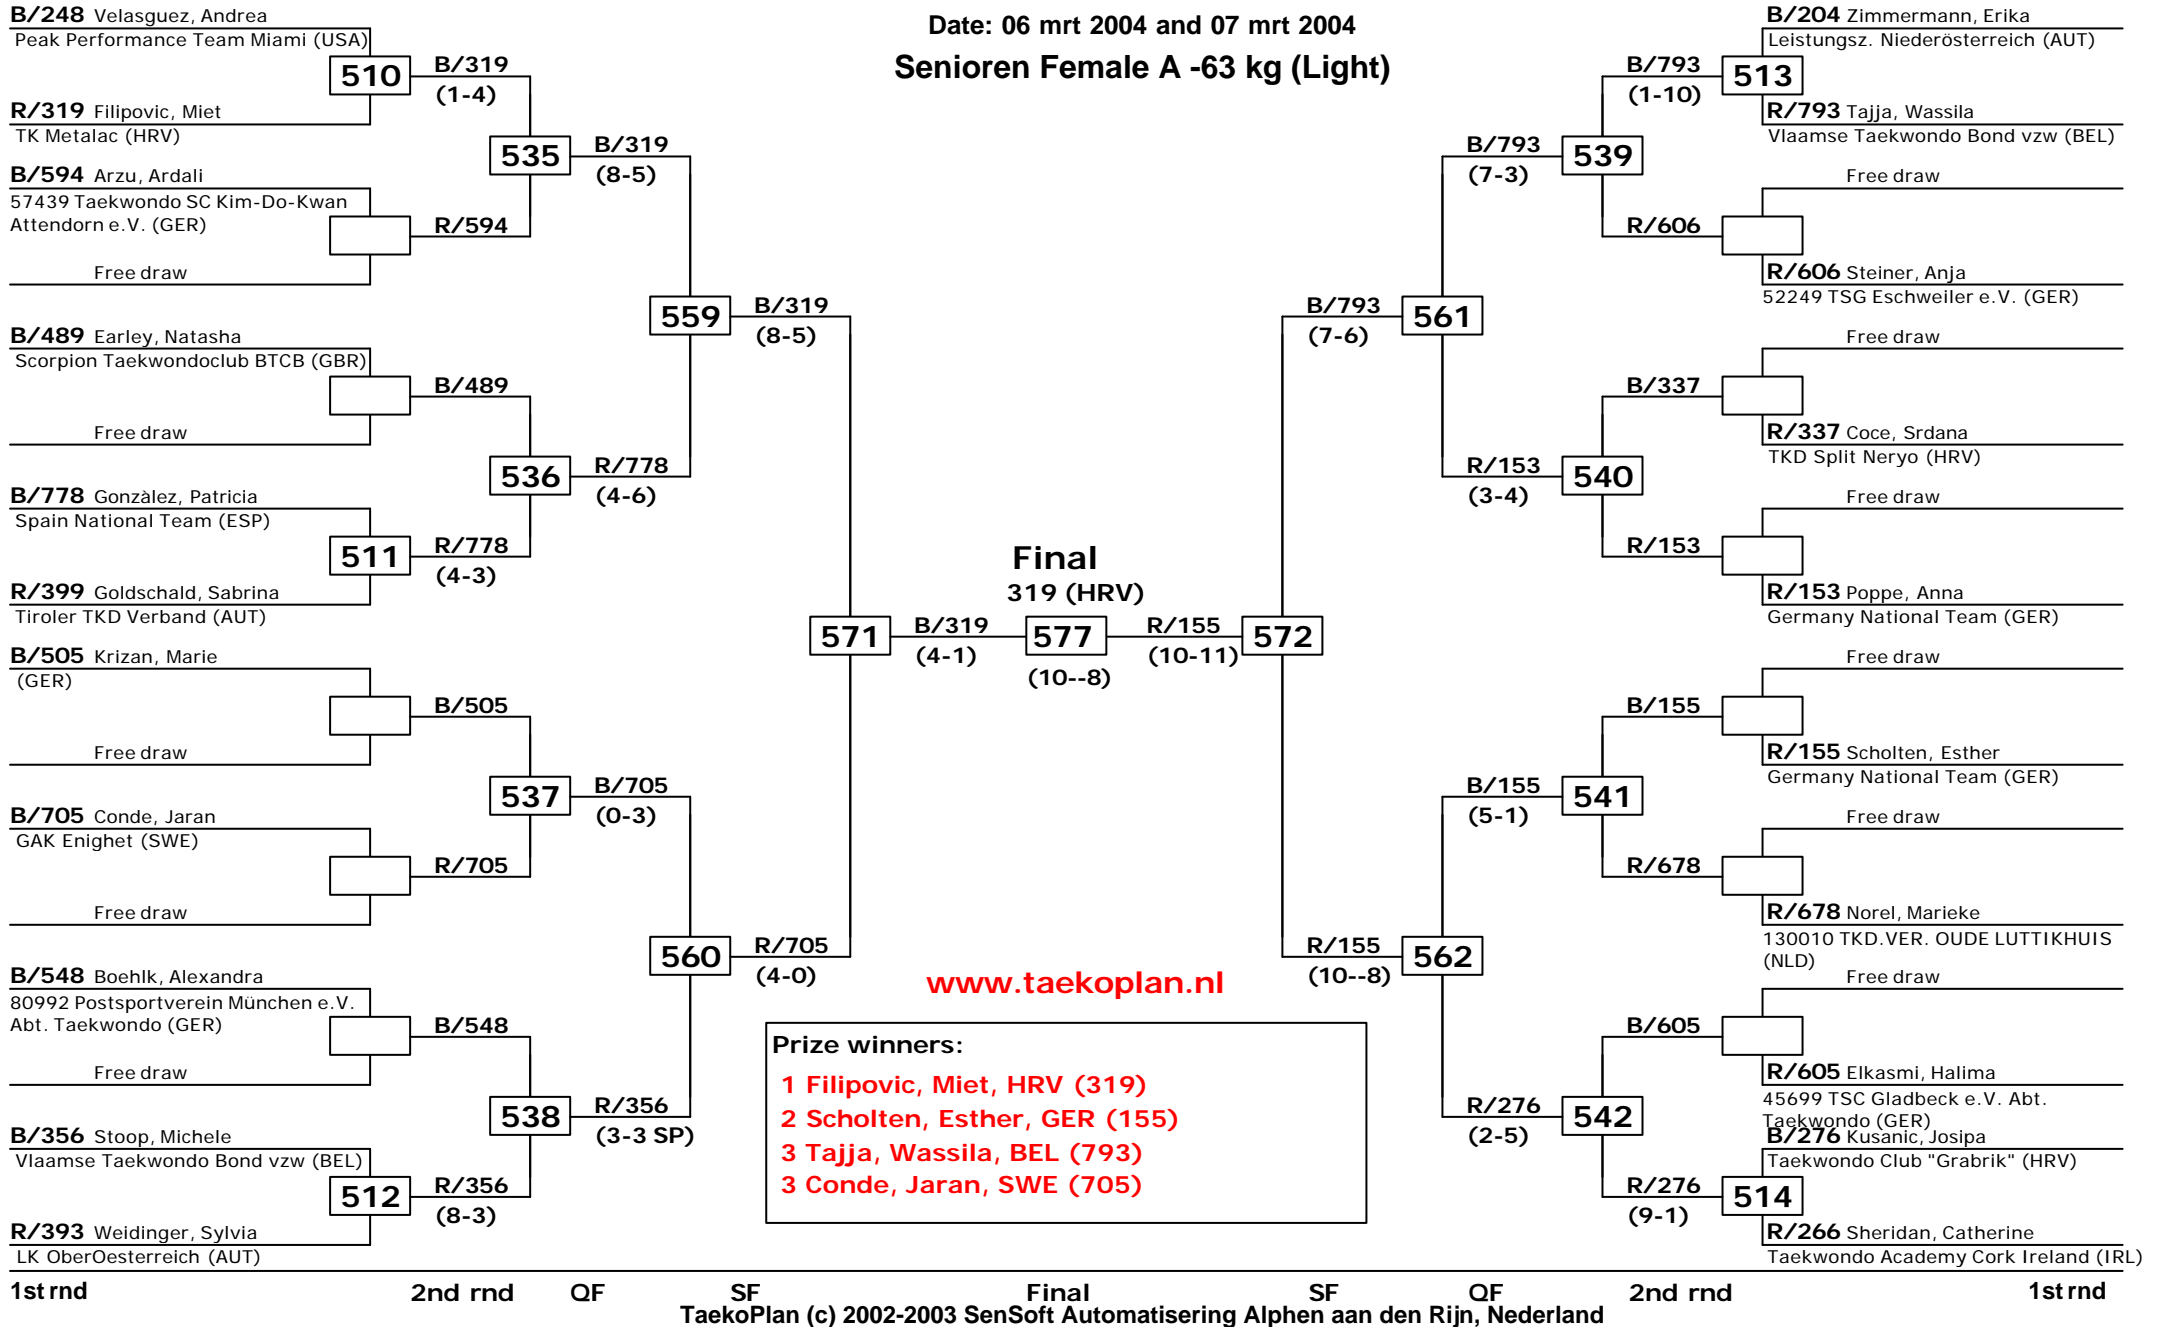 Date: 06 mrt 2004 and 07 mrt 2004
Senioren Female A -63 kg (Light)
B/248 Velasguez, Andrea
Peak Performance Team Miami (USA)
510
R/319 Filipovic, Miet
TK Metalac (HRV)
B/594 Arzu, Ardali
57439 Taekwondo SC Kim-Do-Kwan
Attendorn e.V. (GER)
Free draw
B/489 Earley, Natasha
Scorpion Taekwondoclub BTCB (GBR)
Free draw
B/778 Gonzàlez, Patricia
Spain National Team (ESP)
511
R/399 Goldschald, Sabrina
Tiroler TKD Verband (AUT)
B/505 Krizan, Marie
(GER)
Free draw
B/705 Conde, Jaran
GAK Enighet (SWE)
Free draw
B/548 Boehlk, Alexandra
80992 Postsportverein München e.V.
Abt. Taekwondo (GER)
Free draw
B/356 Stoop, Michele
Vlaamse Taekwondo Bond vzw (BEL)
512
R/393 Weidinger, Sylvia
LK OberOesterreich (AUT)
B/319
(1-4)
535
R/594
B/489
536
R/778
(4-3)
B/505
537
R/705
B/548
538
R/356
(8-3)
B/319
(8-5)
559
R/778
(4-6)
B/705
(0-3)
560
R/356
(3-3 SP)
B/319
(8-5)
571
R/705
(4-0)
B/319
(4-1)
Final
319 (HRV)
577
(10--8)
R/155
(10-11)
572
B/793
(7-6)
R/155
(10--8)
561
562
B/793
(7-3)
R/153
(3-4)
B/155
(5-1)
R/276
(2-5)
539
540
541
542
B/793
(1-10)
R/606
B/337
R/153
B/155
R/678
B/605
R/276
(9-1)
B/204 Zimmermann, Erika
Leistungsz. Niederösterreich (AUT)
513
R/793 Tajja, Wassila
Vlaamse Taekwondo Bond vzw (BEL)
Free draw
R/606 Steiner, Anja
52249 TSG Eschweiler e.V. (GER)
Free draw
R/337 Coce, Srdana
TKD Split Neryo (HRV)
Free draw
R/153 Poppe, Anna
Germany National Team (GER)
Free draw
R/155 Scholten, Esther
Germany National Team (GER)
Free draw
R/678 Norel, Marieke
130010 TKD.VER. OUDE LUTTIKHUIS
(NLD)
Free draw
R/605 Elkasmi, Halima
45699 TSC Gladbeck e.V. Abt.
Taekwondo (GER)
B/276 Kusanic, Josipa
Taekwondo Club "Grabrik" (HRV)
514
R/266 Sheridan, Catherine
Taekwondo Academy Cork Ireland (IRL)
www.taekoplan.nl
Prize winners:
1 Filipovic, Miet, HRV (319)
2 Scholten, Esther, GER (155)
3 Tajja, Wassila, BEL (793)
3 Conde, Jaran, SWE (705)
1st rnd 2nd rnd QF SF Final SF QF 2nd rnd 1st rnd
TaekoPlan (c) 2002-2003 SenSoft Automatisering Alphen aan den Rijn, Nederland